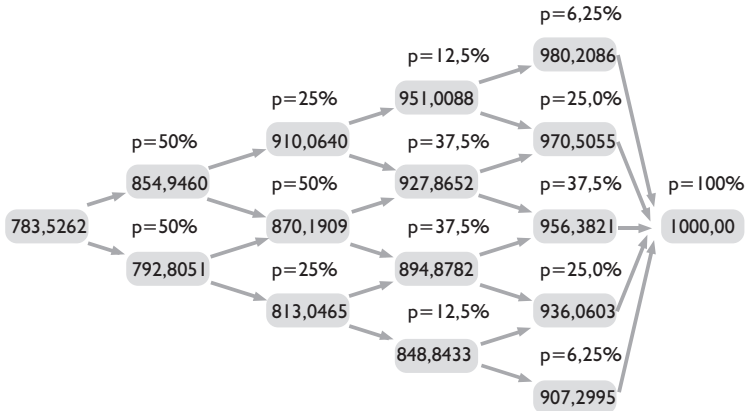 p=6,25%
980,2086
p=12,5%
951,0088
p=25%
p=25,0%
910,0640
970,5055
p=50%
p=37,5%
854,9460
p=50%
927,8652
p=37,5%
p=100%
783,5262
p=50%
870,1909
p=37,5%
956,3821
1000,00
792,8051
p=25%
894,8782
p=25,0%
813,0465
p=12,5%
936,0603
848,8433
p=6,25%
907,2995